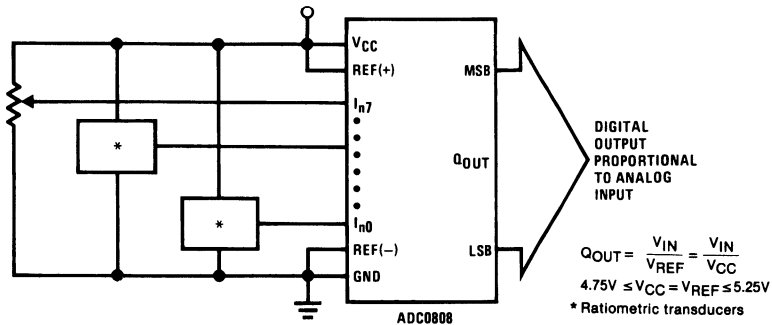 VCC
REF(+)
MSB
In7
*
DIGITAL
OUTPUT
PROPORTIONAL
TO ANALOG
INPUT
QOUT
*
In0
REF(−)
LSB
GND
ADC0808
QOUT = VIN/VREF = VIN/VCC
4.75V ≤ VCC = VREF ≤ 5.25V
* Ratiometric transducers